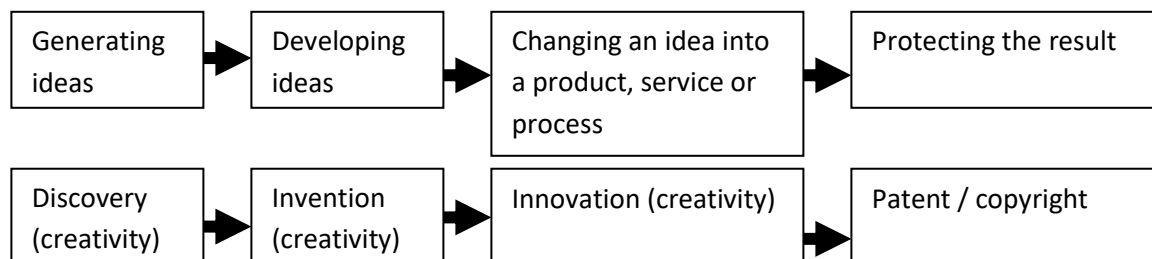 Generating
ideas
Developing
ideas
Changing an idea into
a product, service or
process
Protecting the result
Discovery
(creativity)
Invention
(creativity)
Innovation (creativity)
Patent / copyright